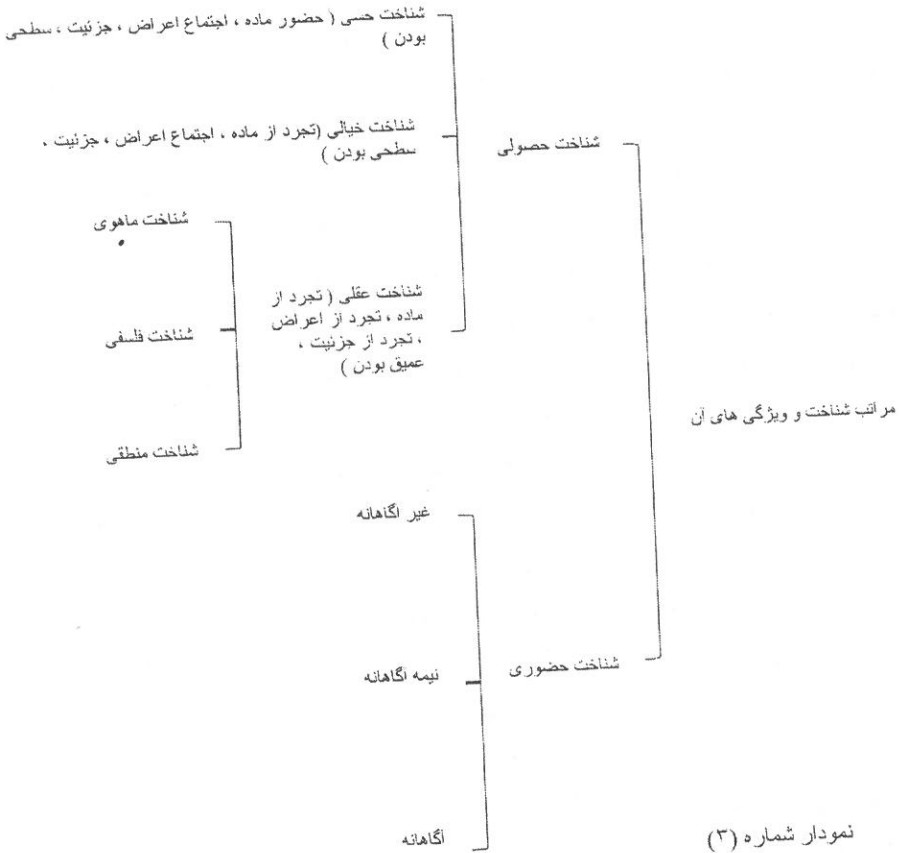 مراتب شناخت و ویژگی های آن
شناخت حصولی
شناخت حسی ( حضور ماده ، اجتماع اعراض ، جزئیت ، سطحی
بودن )
شناخت خیالی (تجرد از ماده ، اجتماع اعراض ، جزئیت ،
سطحی بودن )
شناخت عقلی ( تجرد از
ماده ، تجرد از اعراض
، تجرد از جزئیت ،
عمیق بودن )
شناخت ماهوی
شناخت فلسفی
شناخت منطقی
شناخت حضوری
غیر آگاهانه
نیمه آگاهانه
آگاهانه
نمودار شماره (۳)